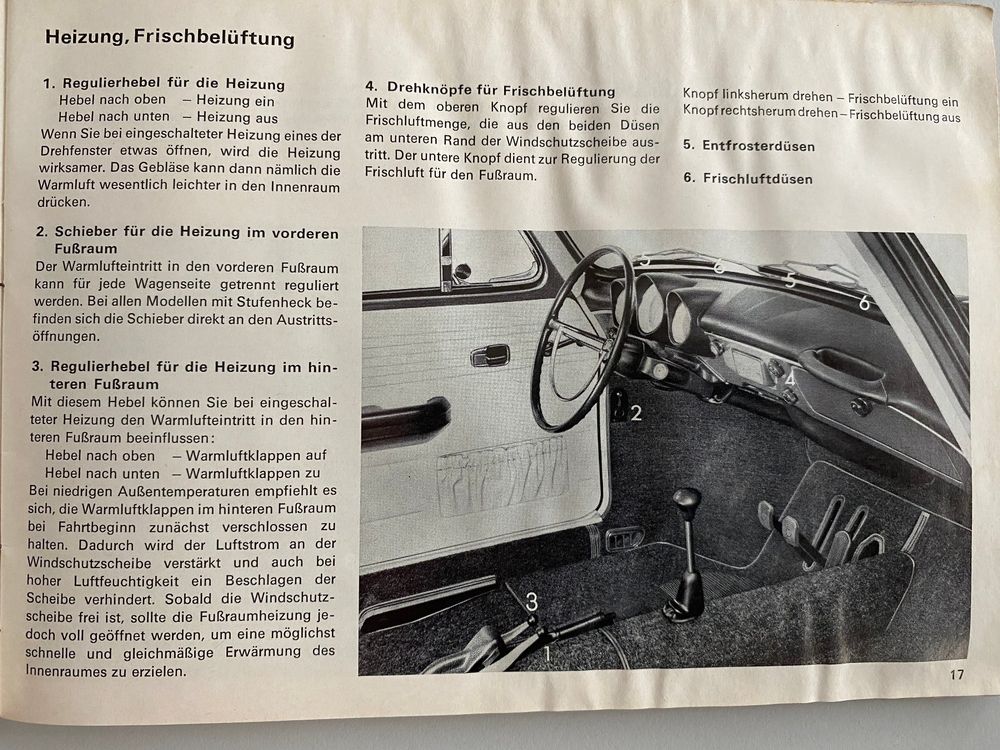 Heizung, Frischbelüftung
1. Regulierhebel für die Heizung
Hebel nach oben – Heizung ein
Hebel nach unten – Heizung aus
Wenn Sie bei eingeschalteter Heizung eines der
Drehfenster etwas öffnen, wird die Heizung
wirksamer. Das Gebläse kann dann nämlich die
Warmluft wesentlich leichter in den Innenraum
drücken.
2. Schieber für die Heizung im vorderen
Fußraum
Der Warmlufteintritt in den vorderen Fußraum
kann für jede Wagenseite getrennt reguliert
werden. Bei allen Modellen mit Stufenheck be-
finden sich die Schieber direkt an den Austritts-
öffnungen.
3. Regulierhebel für die Heizung im hin-
teren Fußraum
Mit diesem Hebel können Sie bei eingeschal-
teter Heizung den Warmlufteintritt in den hin-
teren Fußraum beeinflussen:
Hebel nach oben – Warmluftklappen auf
Hebel nach unten – Warmluftklappen zu
Bei niedrigen Außentemperaturen empfiehlt es
sich, die Warmluftklappen im hinteren Fußraum
bei Fahrtbeginn zunächst verschlossen zu
halten. Dadurch wird der Luftstrom an der
Windschutzscheibe verstärkt und auch bei
hoher Luftfeuchtigkeit ein Beschlagen der
Scheibe verhindert. Sobald die Windschutz-
scheibe frei ist, sollte die Fußraumheizung je-
doch voll geöffnet werden, um eine möglichst
schnelle und gleichmäßige Erwärmung des
Innenraumes zu erzielen.
4. Drehknöpfe für Frischbelüftung
Mit dem oberen Knopf regulieren Sie die
Frischluftmenge, die aus den beiden Düsen
am unteren Rand der Windschutzscheibe aus-
tritt. Der untere Knopf dient zur Regulierung der
Frischluft für den Fußraum.
Knopf linksherum drehen – Frischbelüftung ein
Knopf rechtsherum drehen – Frischbelüftung aus
5. Entfrosterdüsen
6. Frischluftdüsen
5
6
5
6
4
2
3
1
17